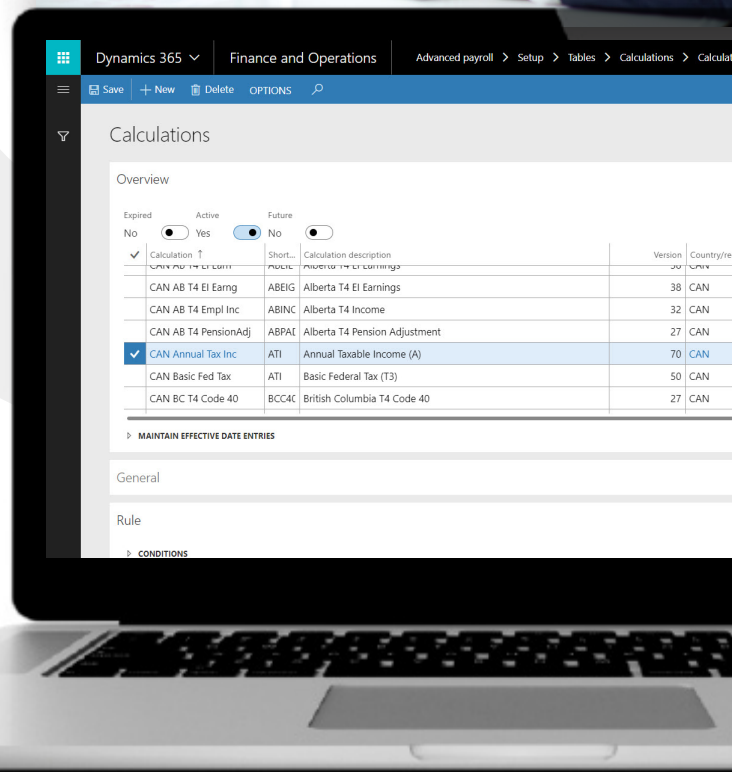 Dynamics 365 Finance and Operations Advanced payroll > Setup > Tables > Calculations >
Save + New Delete OPTIONS
Calculations
Overview
Expired Active Future
No Yes No
Calculation ↑ Short... Calculation description Version
Alberta T4 EI Earnings
CAN AB T4 EI Earng ABEIG Alberta T4 EI Earnings 38 CAN
CAN AB T4 Empl Inc ABINC Alberta T4 Income 32 CAN
CAN AB T4 PensionAdj Alberta T4 Pension Adjustment 27 CAN
CAN Annual Tax Inc ATI Annual Taxable Income (A) 70 CAN
CAN Basic Fed Tax ATI Basic Federal Tax (T3) 50 CAN
CAN BC T4 Code 40 British Columbia T4 Code 40 27 CAN
MAINTAIN EFFECTIVE DATE ENTRIES
General
Rule
CONDITIONS